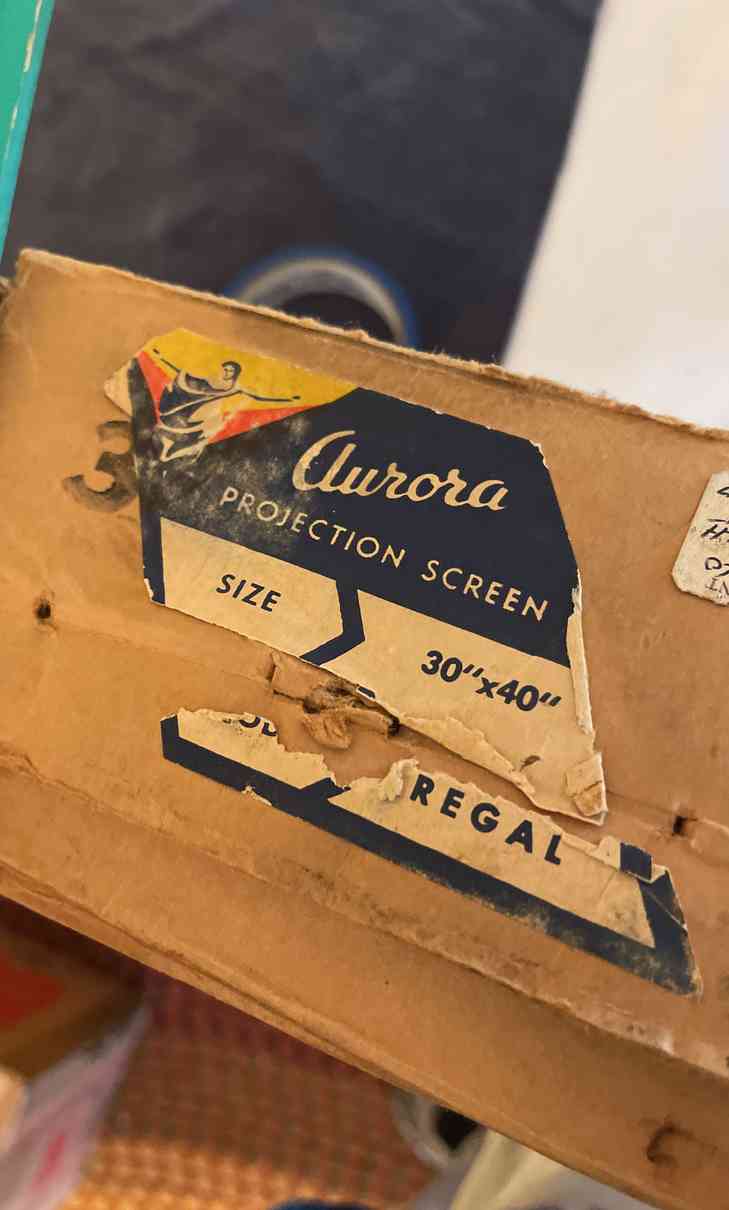 Aurora
PROJECTION SCREEN
SIZE
30"x40"
REGAL
3